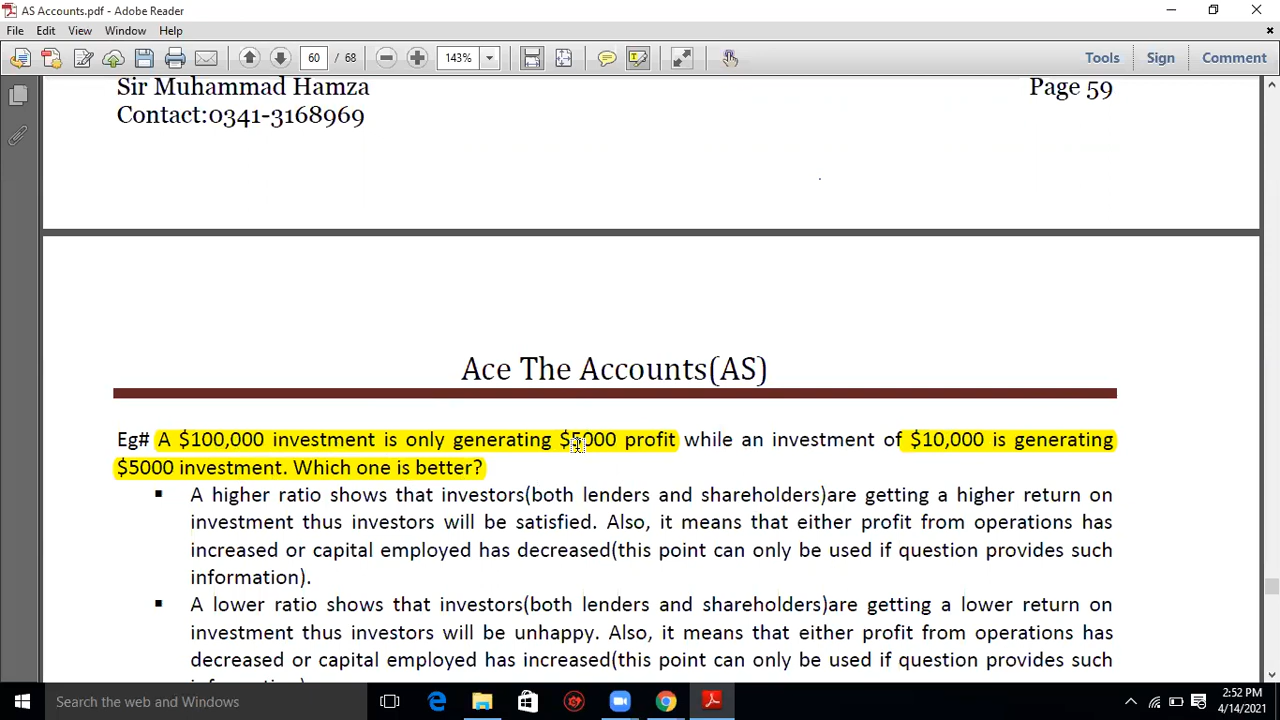 AS Accounts.pdf - Adobe Reader
File Edit View Window Help
60 / 68 143% Tools Sign Comment
Sir Muhammad Hamza Page 59
Contact:0341-3168969
Ace The Accounts(AS)
Eg# A $100,000 investment is only generating $5000 profit while an investment of $10,000 is generating
$5000 investment. Which one is better?
▪ A higher ratio shows that investors(both lenders and shareholders)are getting a higher return on
investment thus investors will be satisfied. Also, it means that either profit from operations has
increased or capital employed has decreased(this point can only be used if question provides such
information).
▪ A lower ratio shows that investors(both lenders and shareholders)are getting a lower return on
investment thus investors will be unhappy. Also, it means that either profit from operations has
decreased or capital employed has increased(this point can only be used if question provides such
Search the web and Windows
2:52 PM
4/14/2021